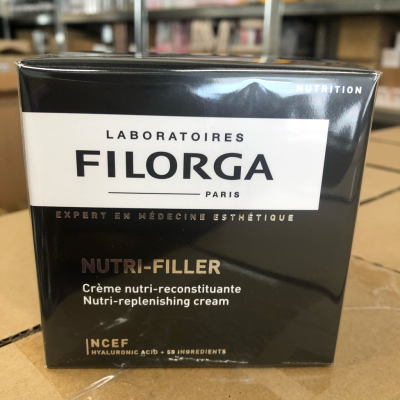 NUTRITION
LABORATOIRES
FILORGA
PARIS
EXPERT EN MÉDECINE ESTHÉTIQUE
NUTRI-FILLER
Crème nutri-reconstituante
Nutri-replenishing cream
NCEF
HYALURONIC ACID + 58 INGREDIENTS